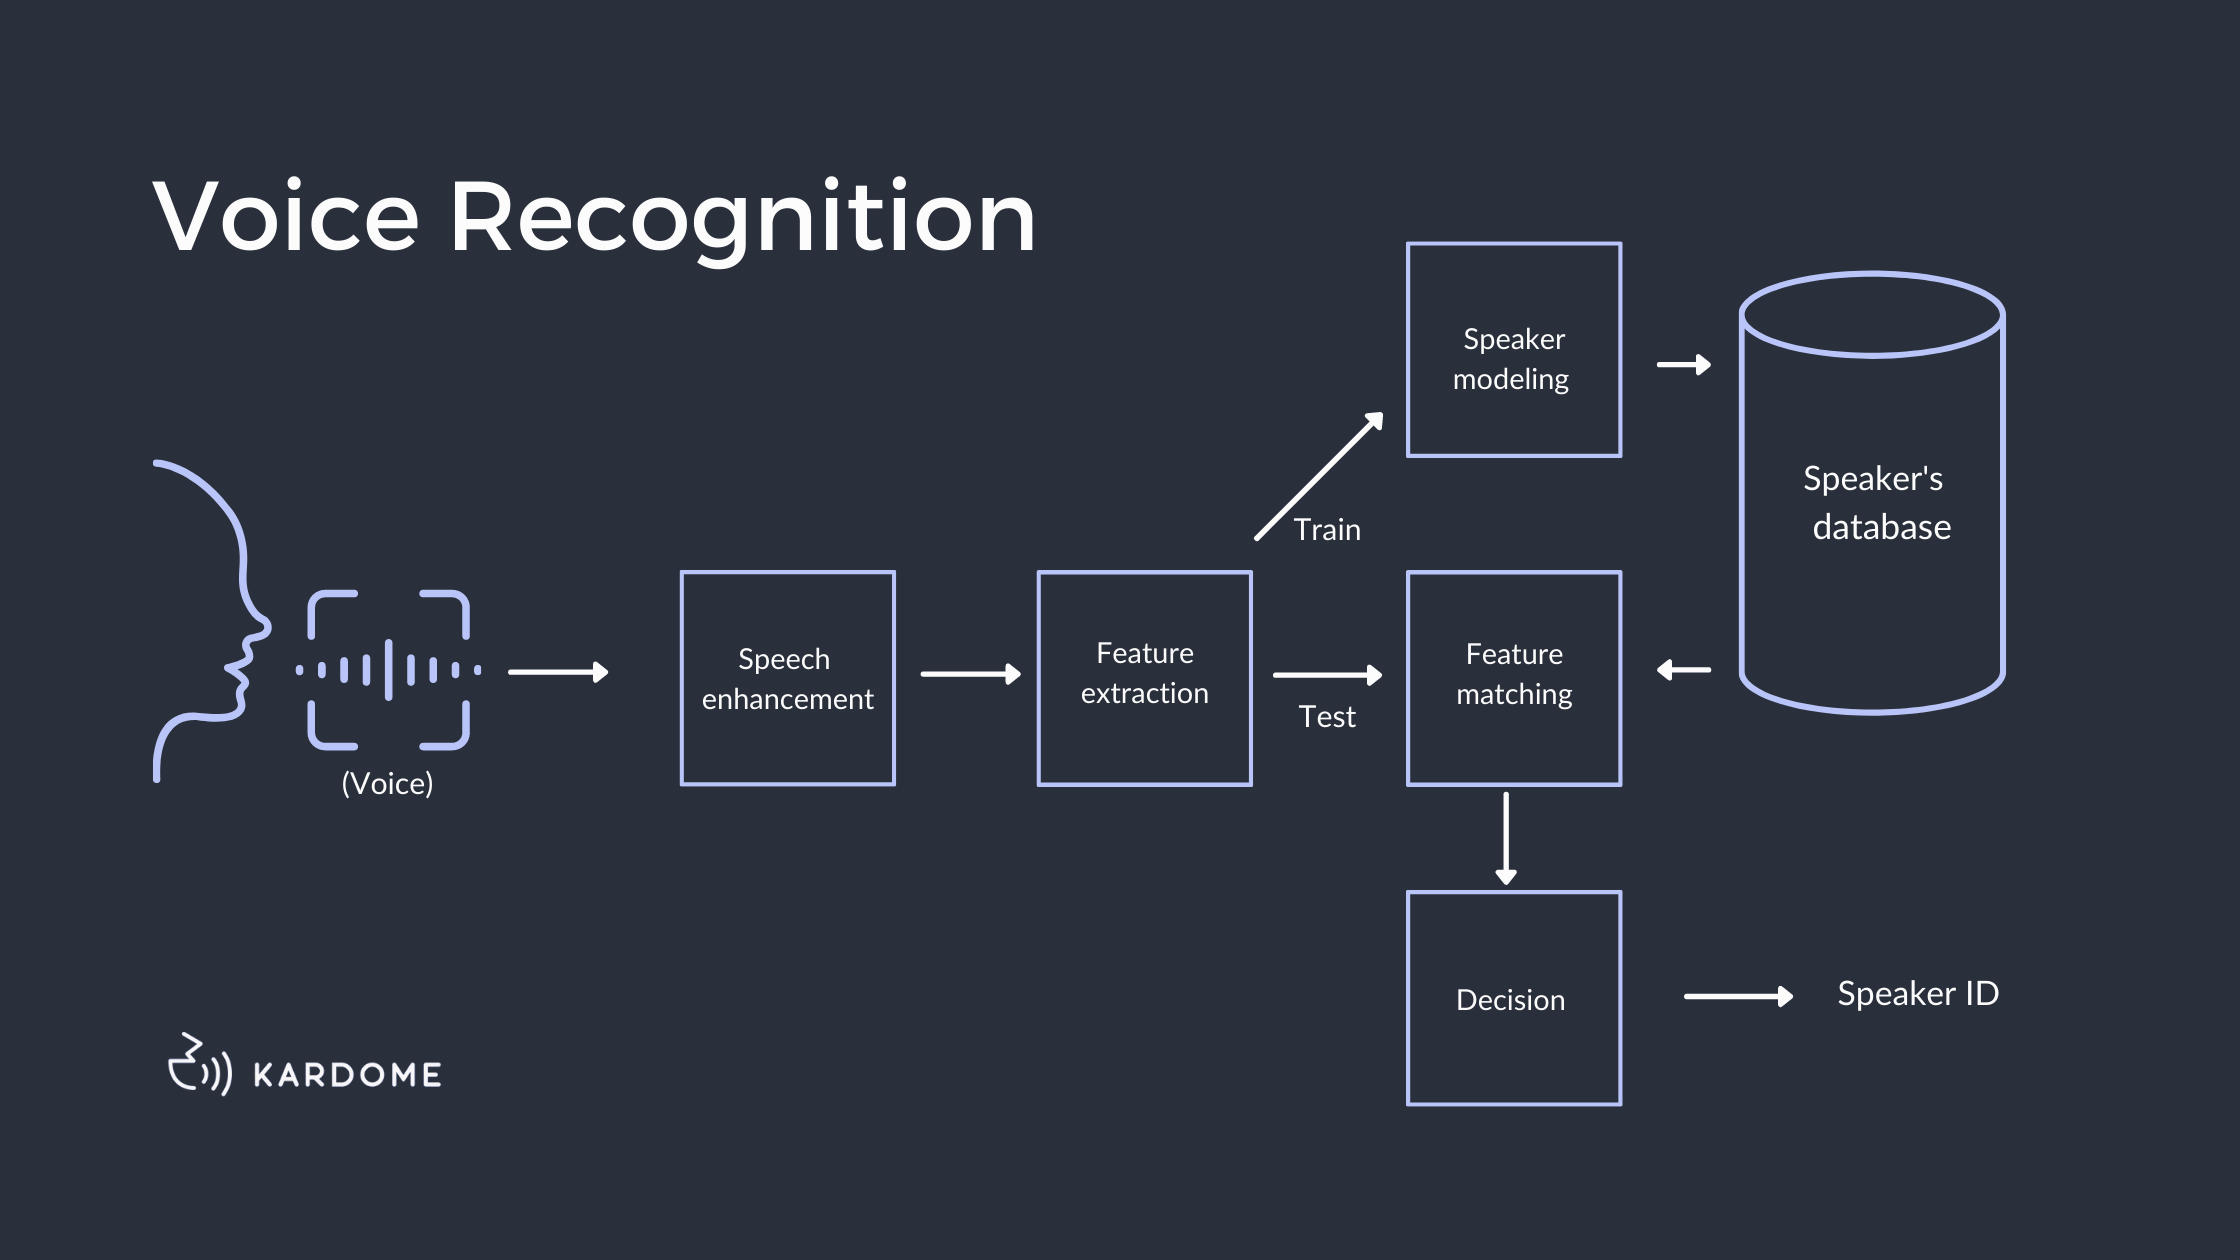 Voice Recognition
Speaker
modeling
Speaker's
database
Train
(Voice)
Speech
enhancement
Feature
extraction
Test
Feature
matching
Decision
Speaker ID
KARDOME